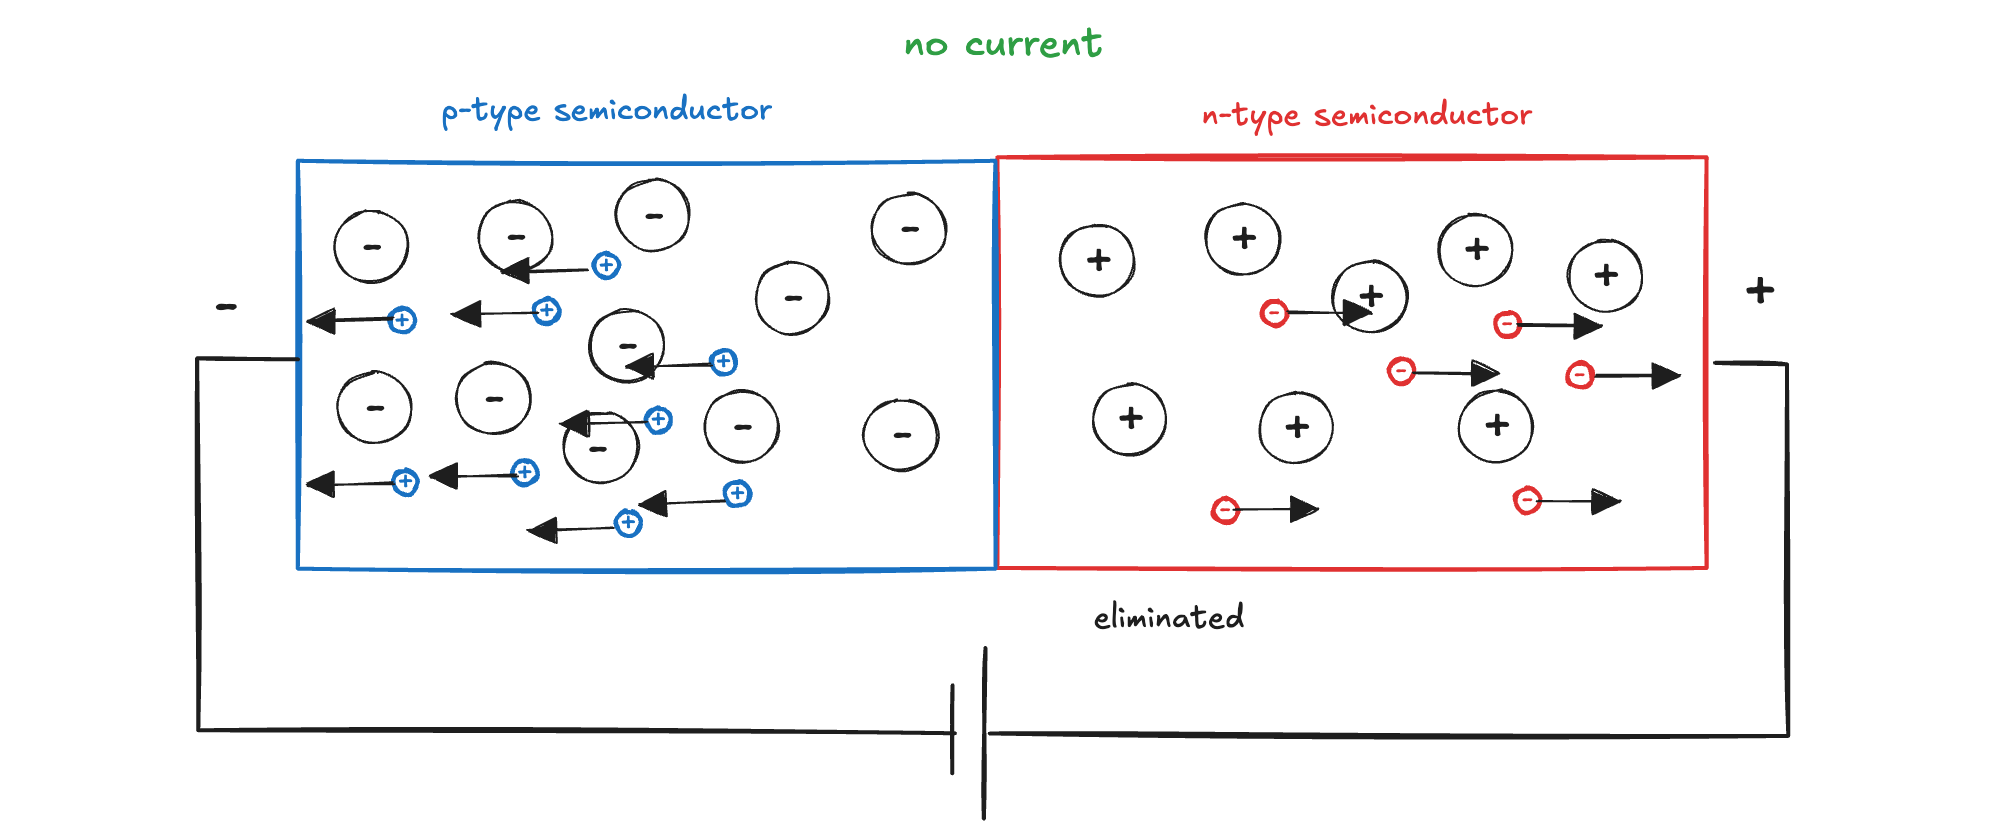 no current
p-type semiconductor
n-type semiconductor
- - - -
+ + + + +
- +
- - - - - - -
+ + +
eliminated